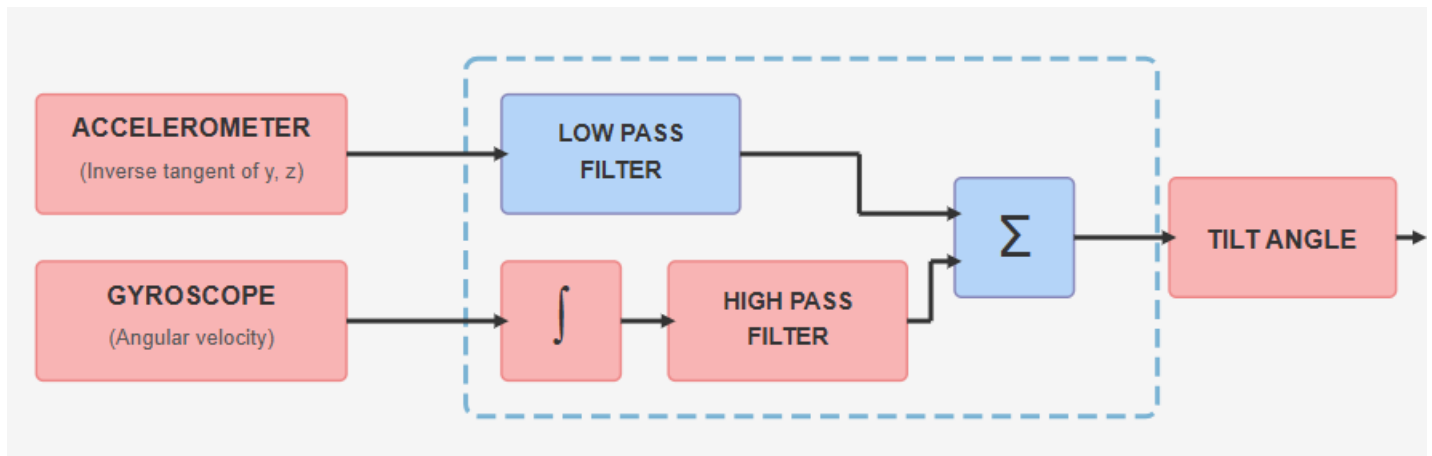 ACCELEROMETER
(Inverse tangent of y, z)
LOW PASS
FILTER
Σ
TILT ANGLE
GYROSCOPE
(Angular velocity)
∫
HIGH PASS
FILTER